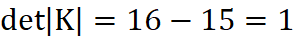 det|K| = 16 − 15 = 1